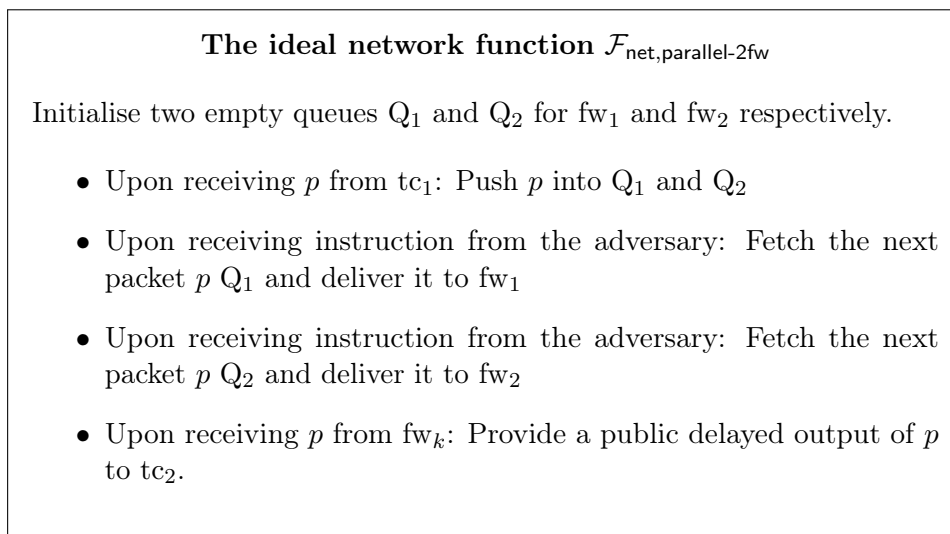 The ideal network function F_net,parallel-2fw
Initialise two empty queues Q₁ and Q₂ for fw₁ and fw₂ respectively.
• Upon receiving p from tc₁: Push p into Q₁ and Q₂
• Upon receiving instruction from the adversary: Fetch the next
packet p Q₁ and deliver it to fw₁
• Upon receiving instruction from the adversary: Fetch the next
packet p Q₂ and deliver it to fw₂
• Upon receiving p from fwₖ: Provide a public delayed output of p
to tc₂.